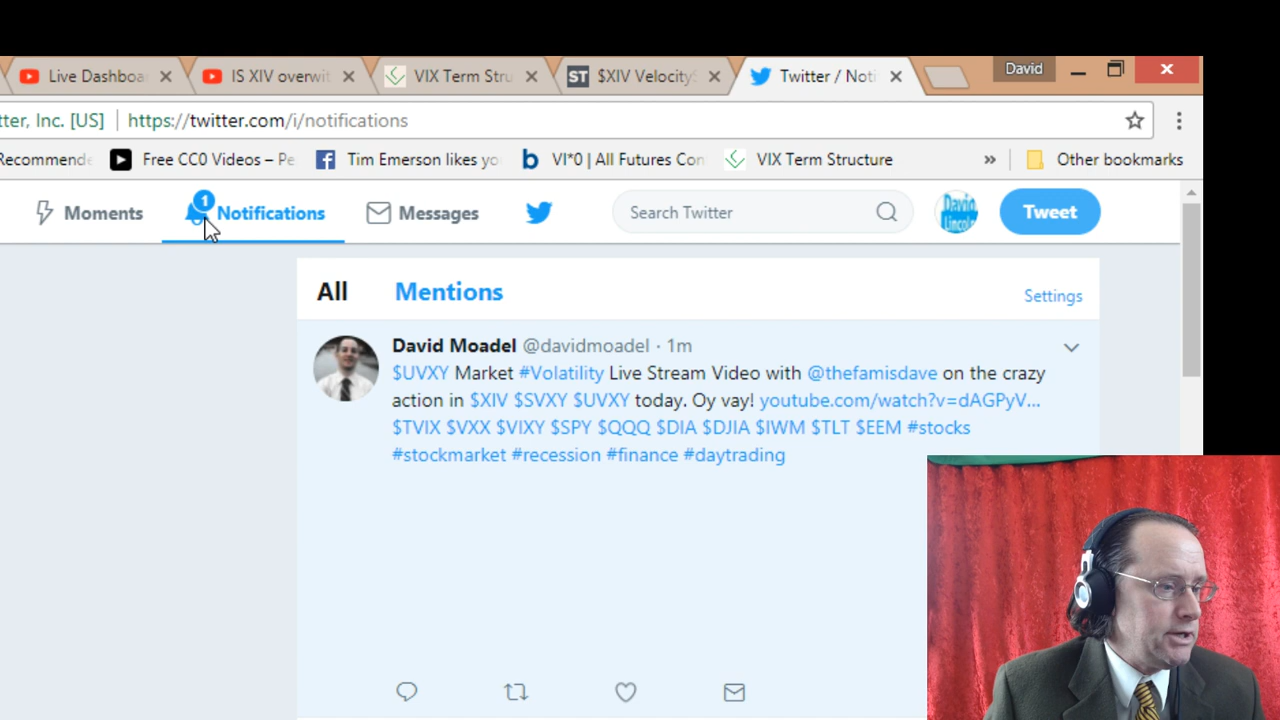 Live Dashboa
IS XIV overwit
VIX Term Stru
ST $XIV Velocity
Twitter / Noti
David
tter, Inc. [US] https://twitter.com/i/notifications
Recommende
Free CC0 Videos – Pe
Tim Emerson likes yo
b VI*0 | All Futures Con
VIX Term Structure
» Other bookmarks
Moments
1
Notifications
Messages
Search Twitter
David
Lincoln
Tweet
All
Mentions
Settings
David Moadel @davidmoadel · 1m
$UVXY Market #Volatility Live Stream Video with @thefamisdave on the crazy
action in $XIV $SVXY $UVXY today. Oy vay! youtube.com/watch?v=dAGPyV...
$TVIX $VXX $VIXY $SPY $QQQ $DIA $DJIA $IWM $TLT $EEM #stocks
#stockmarket #recession #finance #daytrading